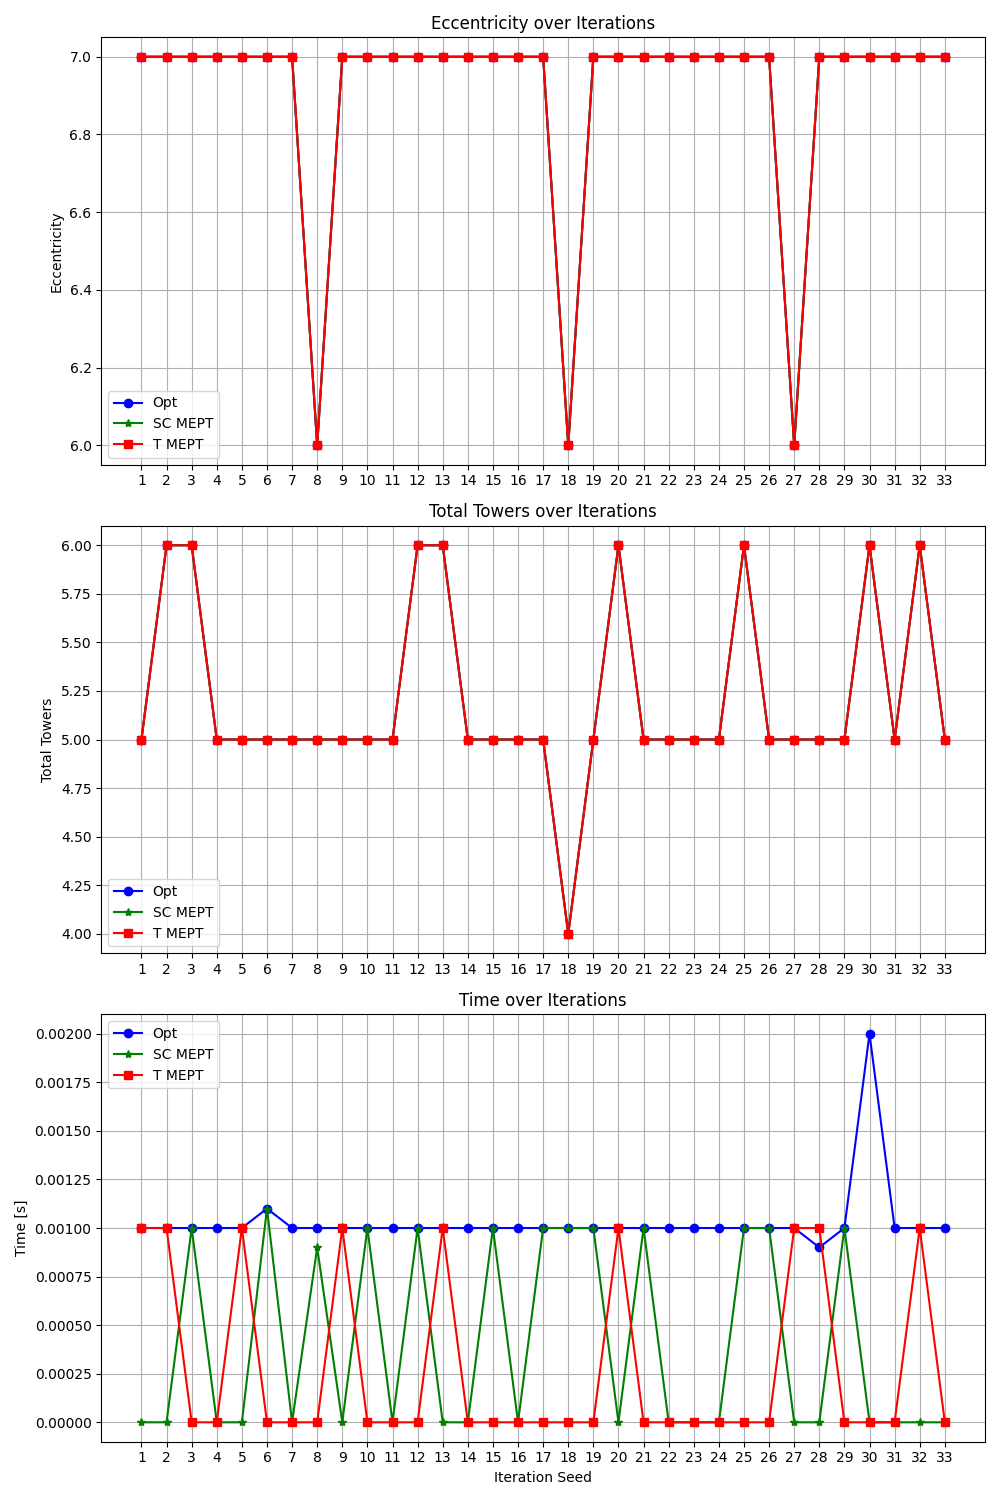 Eccentricity over Iterations
7.0
6.8
6.6
6.4
6.2
6.0
Eccentricity
Opt
SC MEPT
T MEPT
1 2 3 4 5 6 7 8 9 10 11 12 13 14 15 16 17 18 19 20 21 22 23 24 25 26 27 28 29 30 31 32 33
Total Towers over Iterations
6.00
5.75
5.50
5.25
5.00
4.75
4.50
4.25
4.00
Total Towers
Opt
SC MEPT
T MEPT
1 2 3 4 5 6 7 8 9 10 11 12 13 14 15 16 17 18 19 20 21 22 23 24 25 26 27 28 29 30 31 32 33
Time over Iterations
0.00200
0.00175
0.00150
0.00125
0.00100
0.00075
0.00050
0.00025
0.00000
Time [s]
Opt
SC MEPT
T MEPT
1 2 3 4 5 6 7 8 9 10 11 12 13 14 15 16 17 18 19 20 21 22 23 24 25 26 27 28 29 30 31 32 33
Iteration Seed